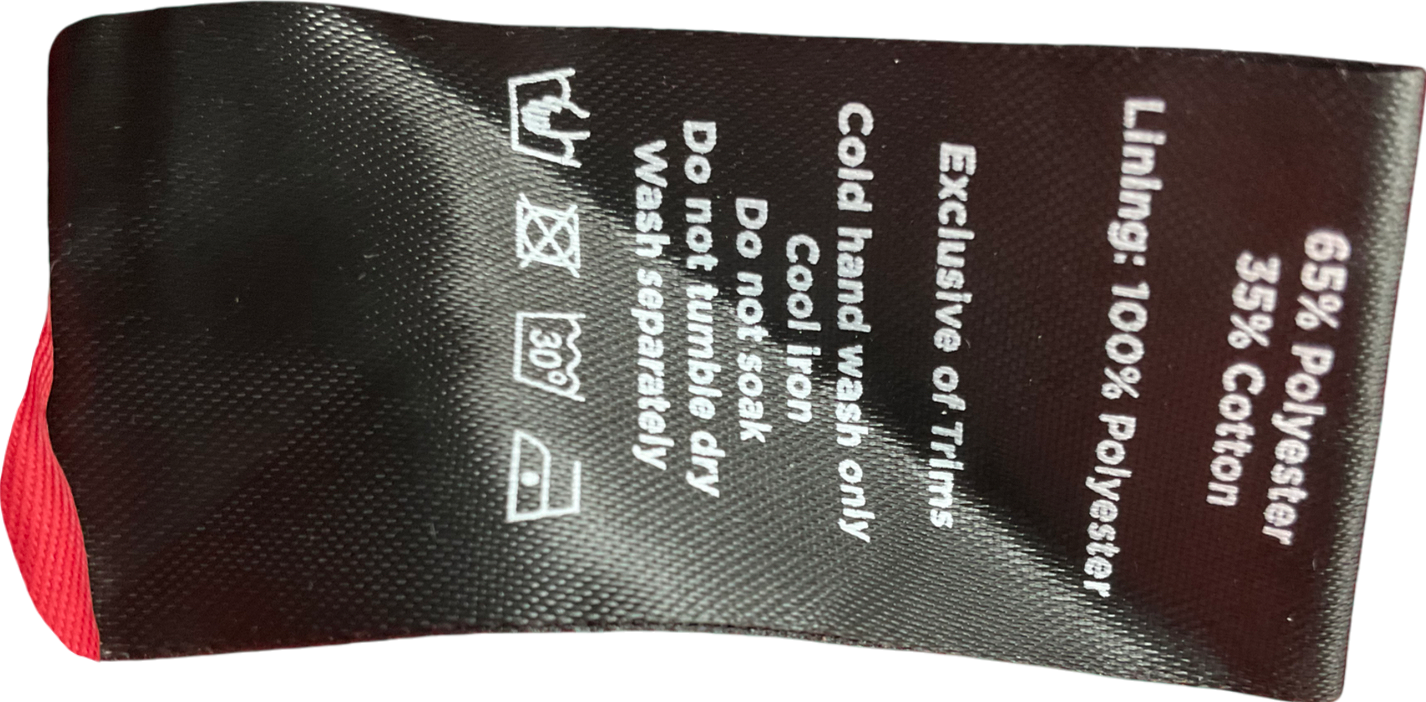 65% Polyester
35% Cotton
Lining: 100% Polyester
Exclusive of Trims
Cold hand wash only
Cool iron
Do not soak
Do not tumble dry
Wash separately
30°